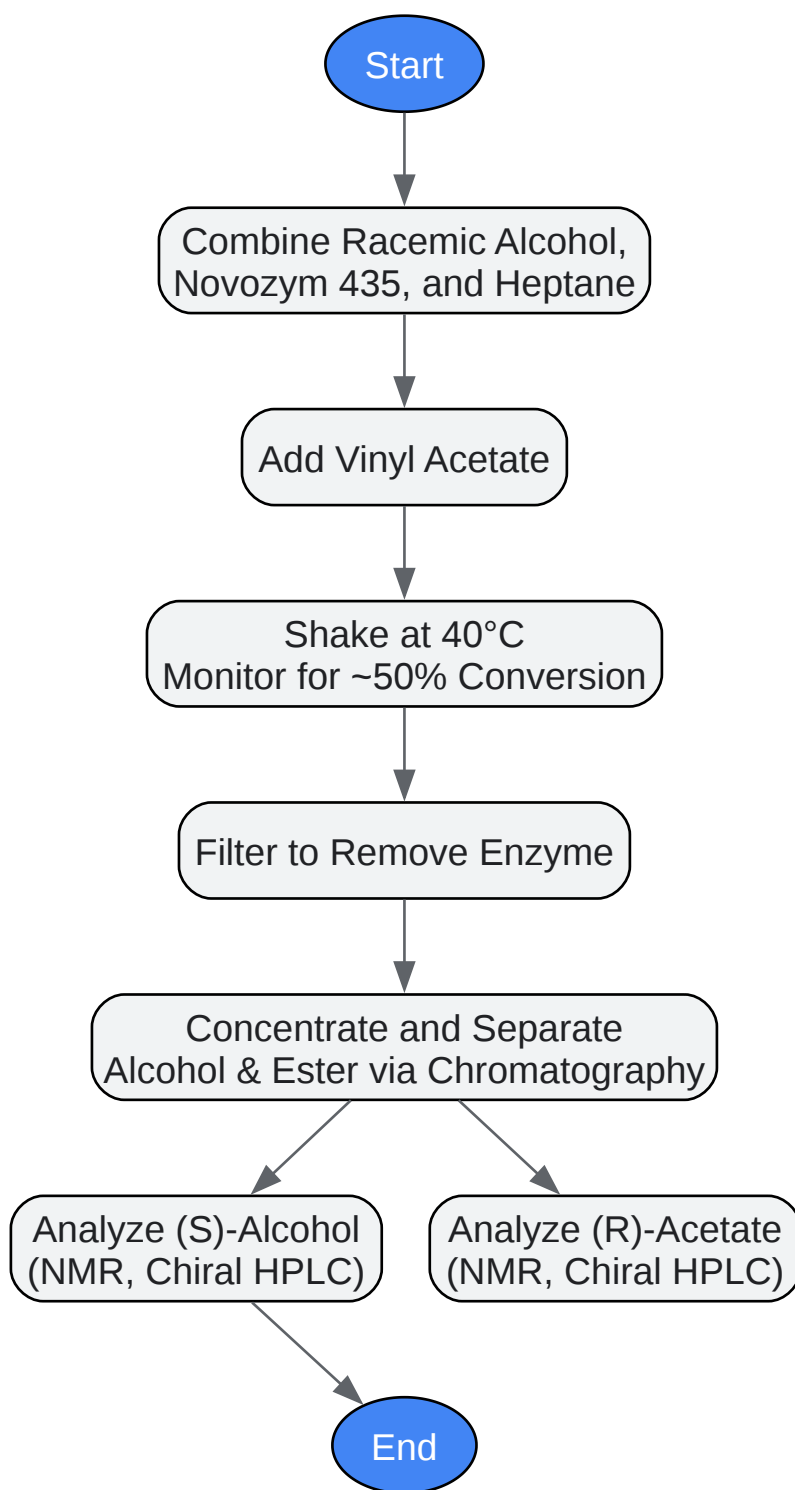 Start
Combine Racemic Alcohol,
Novozym 435, and Heptane
Add Vinyl Acetate
Shake at 40°C
Monitor for ~50% Conversion
Filter to Remove Enzyme
Concentrate and Separate
Alcohol & Ester via Chromatography
Analyze (S)-Alcohol
(NMR, Chiral HPLC)
Analyze (R)-Acetate
(NMR, Chiral HPLC)
End